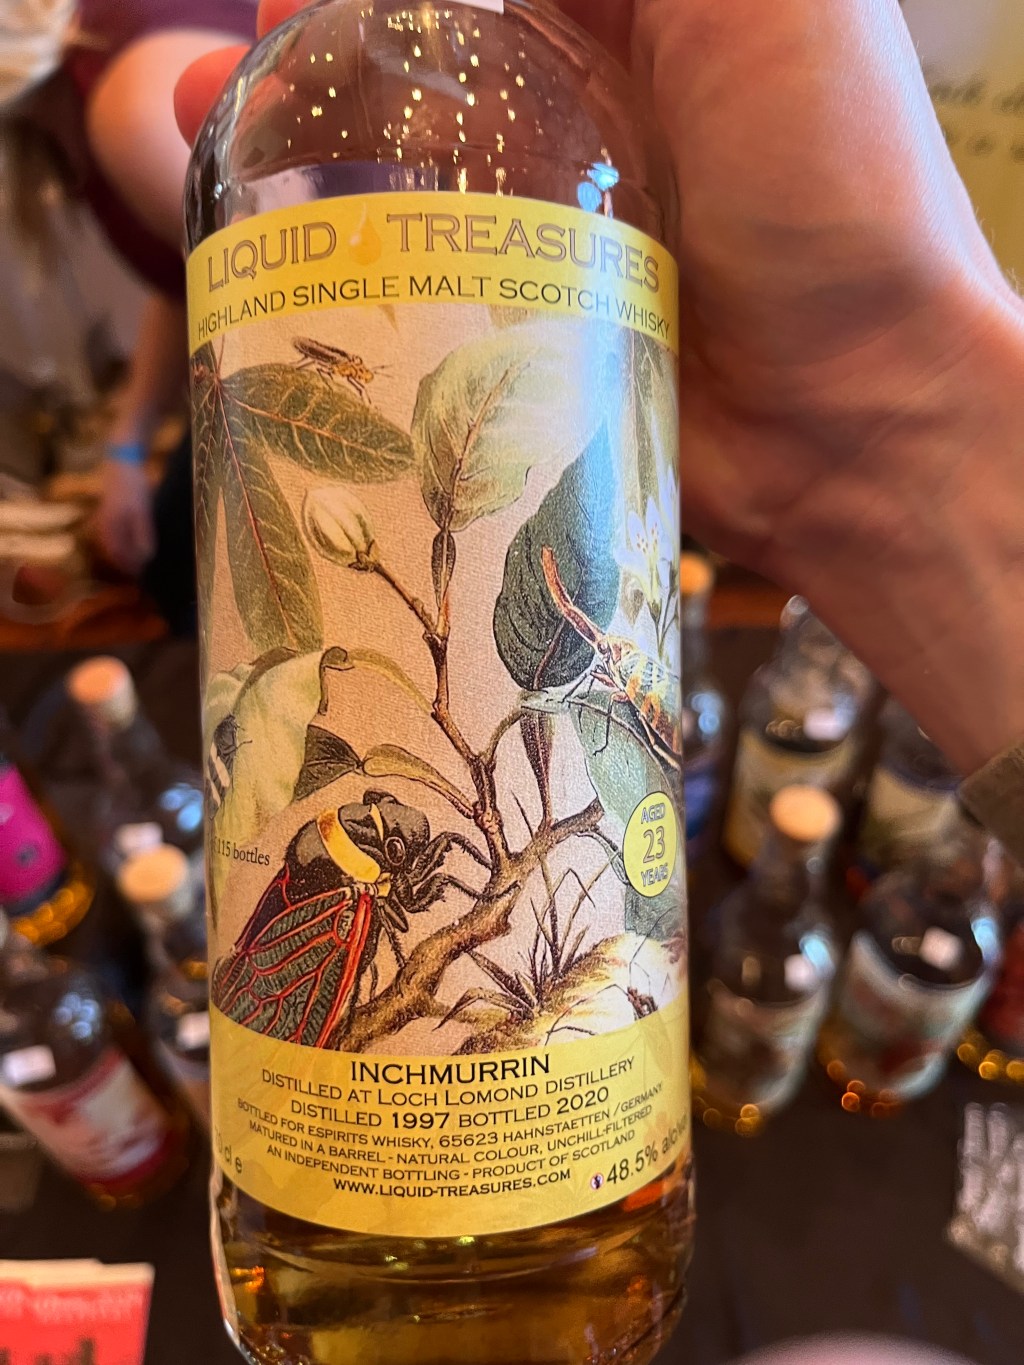 LIQUID TREASURES
HIGHLAND SINGLE MALT SCOTCH WHISKY
115 bottles
AGED
23
YEARS
INCHMURRIN
DISTILLED AT LOCH LOMOND DISTILLERY
DISTILLED 1997 BOTTLED 2020
BOTTLED FOR ESPIRITS WHISKY, 65623 HAHNSTAETTEN / GERMANY
MATURED IN A BARREL - NATURAL COLOUR, UNCHILL-FILTERED
AN INDEPENDENT BOTTLING - PRODUCT OF SCOTLAND
WWW.LIQUID-TREASURES.COM
48.5%
cl e